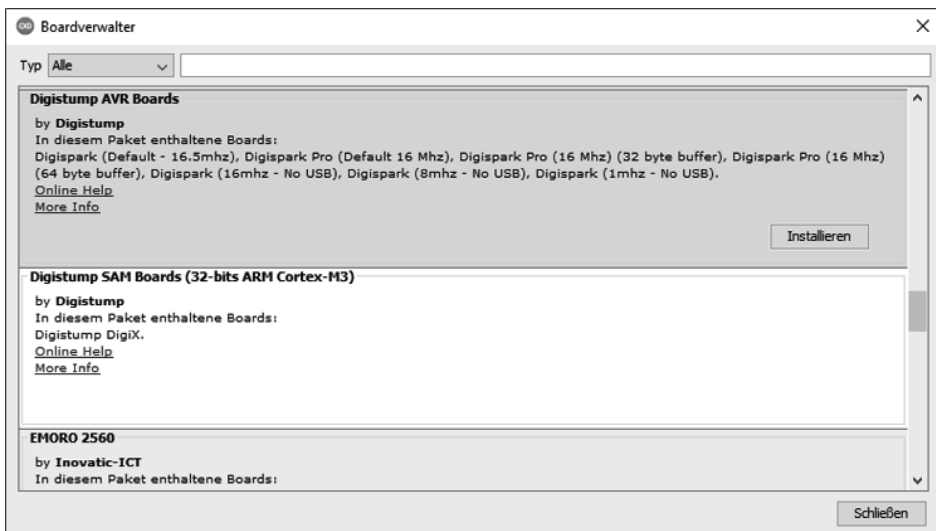 Boardverwalter
Typ Alle
Digistump AVR Boards
by Digistump
In diesem Paket enthaltene Boards:
Digispark (Default - 16.5mhz), Digispark Pro (Default 16 Mhz), Digispark Pro (16 Mhz) (32 byte buffer), Digispark Pro (16 Mhz)
(64 byte buffer), Digispark (16mhz - No USB), Digispark (8mhz - No USB), Digispark (1mhz - No USB).
Online Help
More Info
Installieren
Digistump SAM Boards (32-bits ARM Cortex-M3)
by Digistump
In diesem Paket enthaltene Boards:
Digistump DigiX.
Online Help
More Info
EMORO 2560
by Inovatic-ICT
In diesem Paket enthaltene Boards:
Schließen